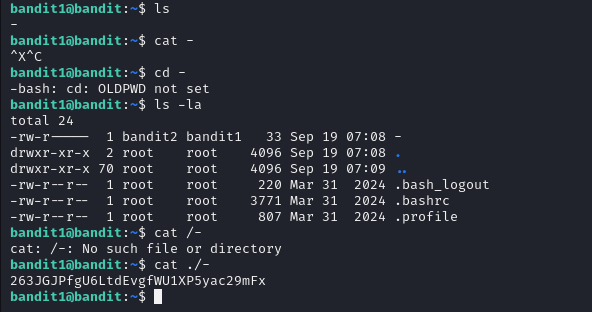 bandit1@bandit:~$ ls
-
bandit1@bandit:~$ cat -
^X^C
bandit1@bandit:~$ cd -
-bash: cd: OLDPWD not set
bandit1@bandit:~$ ls -la
total 24
-rw-r-----  1 bandit2 bandit1   33 Sep 19 07:08 -
drwxr-xr-x  2 root    root    4096 Sep 19 07:08 .
drwxr-xr-x 70 root    root    4096 Sep 19 07:09 ..
-rw-r--r--  1 root    root     220 Mar 31  2024 .bash_logout
-rw-r--r--  1 root    root    3771 Mar 31  2024 .bashrc
-rw-r--r--  1 root    root     807 Mar 31  2024 .profile
bandit1@bandit:~$ cat /-
cat: /-: No such file or directory
bandit1@bandit:~$ cat ./-
263JGJPfgU6LtdEvgfWU1XP5yac29mFx
bandit1@bandit:~$